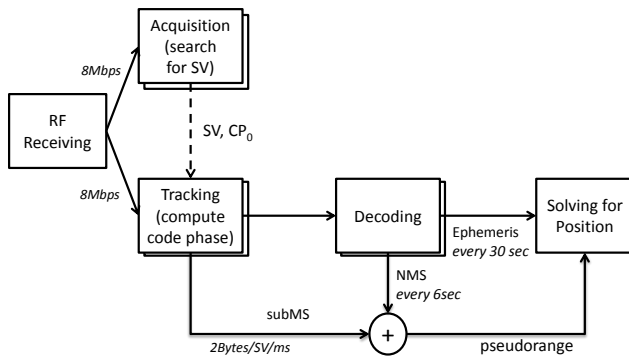 Acquisition
(search
for SV)
8Mbps
RF
Receiving
SV, CP₀
8Mbps
Tracking
(compute
code phase)
Decoding
Solving for
Position
Ephemeris
every 30 sec
NMS
every 6sec
subMS
+
2Bytes/SV/ms
pseudorange